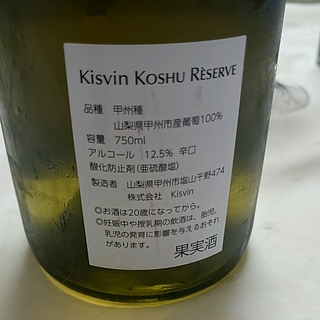 Kisvin KOSHU RÈSERVE
品種 甲州種
山梨県甲州市産葡萄100%
容量 750ml
アルコール 12.5% 辛口
酸化防止剤(亜硫酸塩)
製造者 山梨県甲州市塩山千野474
株式会社 Kisvin
◎お酒は20歳になってから。
◎妊娠中や授乳期の飲酒は、胎児、
乳児の発育に影響を与えるおそれ
があります。
果実酒